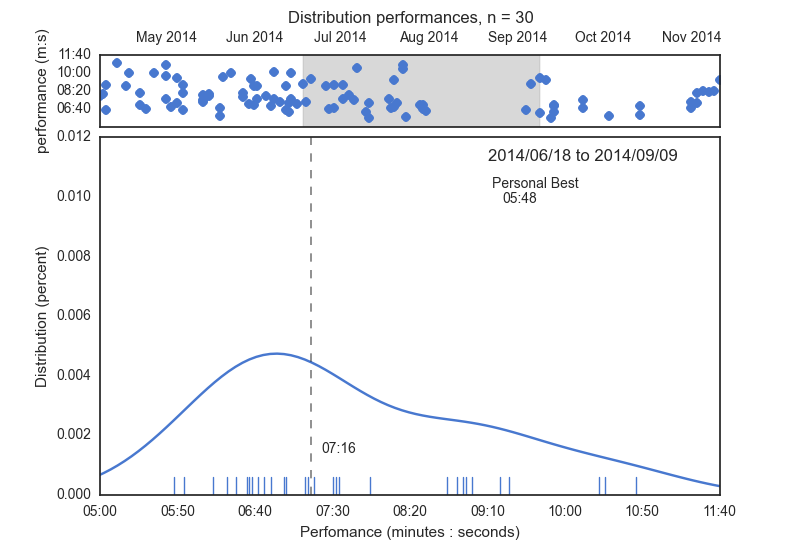 Distribution performances, n = 30
May 2014 Jun 2014 Jul 2014 Aug 2014 Sep 2014 Oct 2014 Nov 2014
performance (m:s)
11:40
10:00
08:20
06:40
Distribution (percent)
0.012
0.010
0.008
0.006
0.004
0.002
0.000
2014/06/18 to 2014/09/09
Personal Best
05:48
07:16
05:00 05:50 06:40 07:30 08:20 09:10 10:00 10:50 11:40
Perfomance (minutes : seconds)